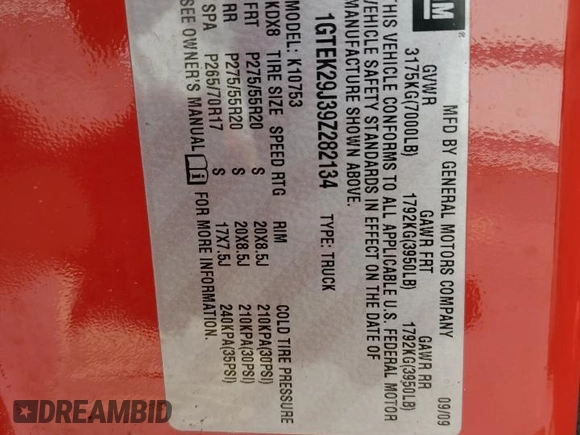 GM
MFD BY GENERAL MOTORS COMPANY 09/09
GVWR GAWR FRT GAWR RR
3175KG(7000LB) 1792KG(3950LB) 1792KG(3950LB)
THIS VEHICLE CONFORMS TO ALL APPLICABLE U.S. FEDERAL MOTOR
VEHICLE SAFETY STANDARDS IN EFFECT ON THE DATE OF
MANUFACTURE SHOWN ABOVE.
1GTEK29J39Z282134 TYPE: TRUCK
MODEL: K10753
KDX8 TIRE SIZE SPEED RTG RIM COLD TIRE PRESSURE
FRT P275/55R20 S 20X8.5J 210KPA(30PSI)
RR P275/55R20 S 20X8.5J 210KPA(30PSI)
SPA P265/70R17 S 17X7.5J 240KPA(35PSI)
SEE OWNER'S MANUAL FOR MORE INFORMATION.
DREAMBID